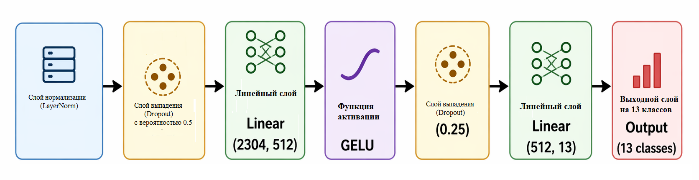 Слой нормализации
(LayerNorm)
Слой выпадения
(Dropout)
с вероятностью 0.5
Линейный слой
Linear
(2304, 512)
Функция
активации
GELU
Слой выпадения
(Dropout)
(0.25)
Линейный слой
Linear
(512, 13)
Выходной слой
на 13 классов
Output
(13 classes)